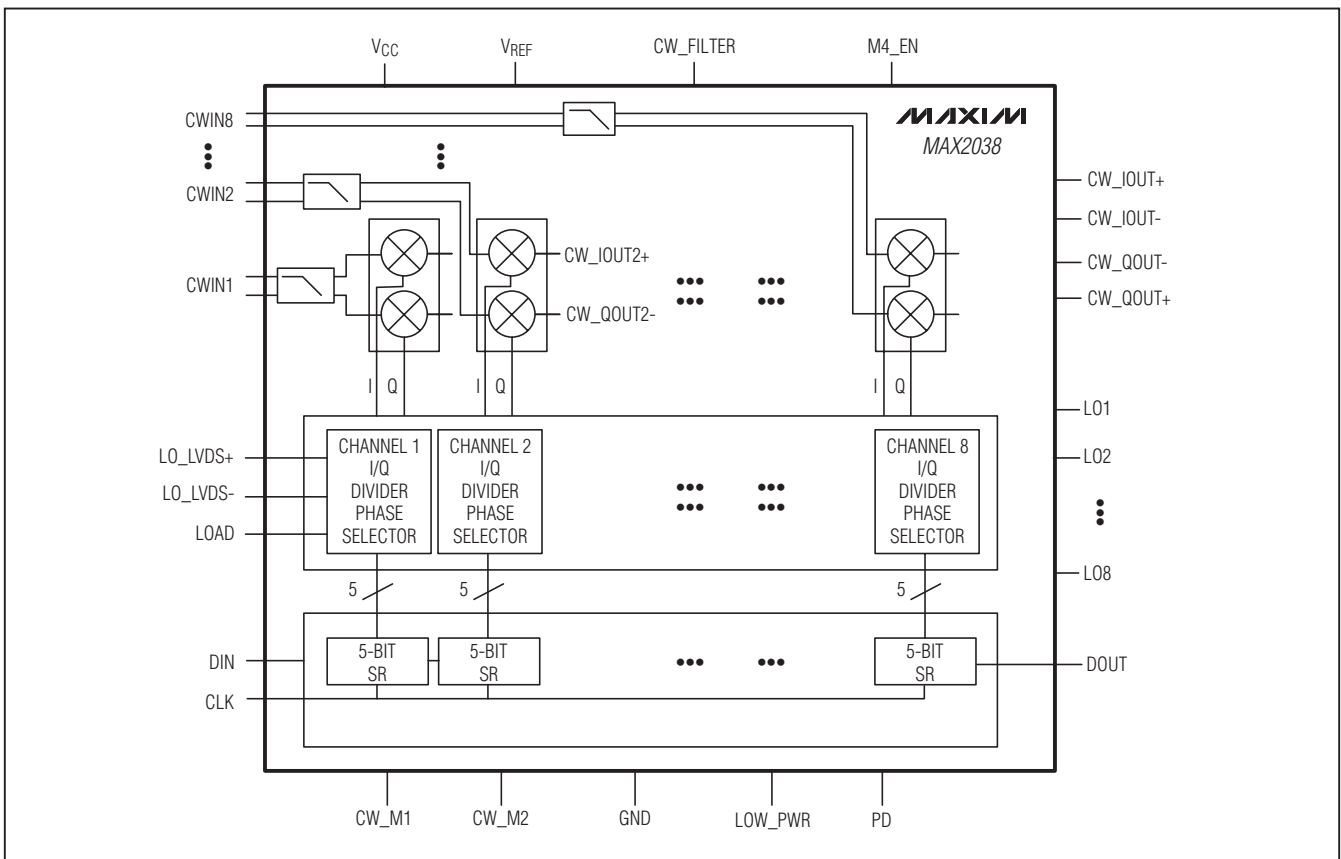 VCC
VREF
CW_FILTER
M4_EN
MAXIM
MAX2038
CWIN8
CWIN2
CWIN1
CW_IOUT2+
CW_QOUT2-
CW_IOUT+
CW_IOUT-
CW_QOUT-
CW_QOUT+
I Q
I Q
I Q
LO1
LO2
LO8
LO_LVDS+
LO_LVDS-
LOAD
CHANNEL 1
I/Q
DIVIDER
PHASE
SELECTOR
CHANNEL 2
I/Q
DIVIDER
PHASE
SELECTOR
CHANNEL 8
I/Q
DIVIDER
PHASE
SELECTOR
5
5
5
DIN
CLK
5-BIT
SR
5-BIT
SR
5-BIT
SR
DOUT
CW_M1
CW_M2
GND
LOW_PWR
PD